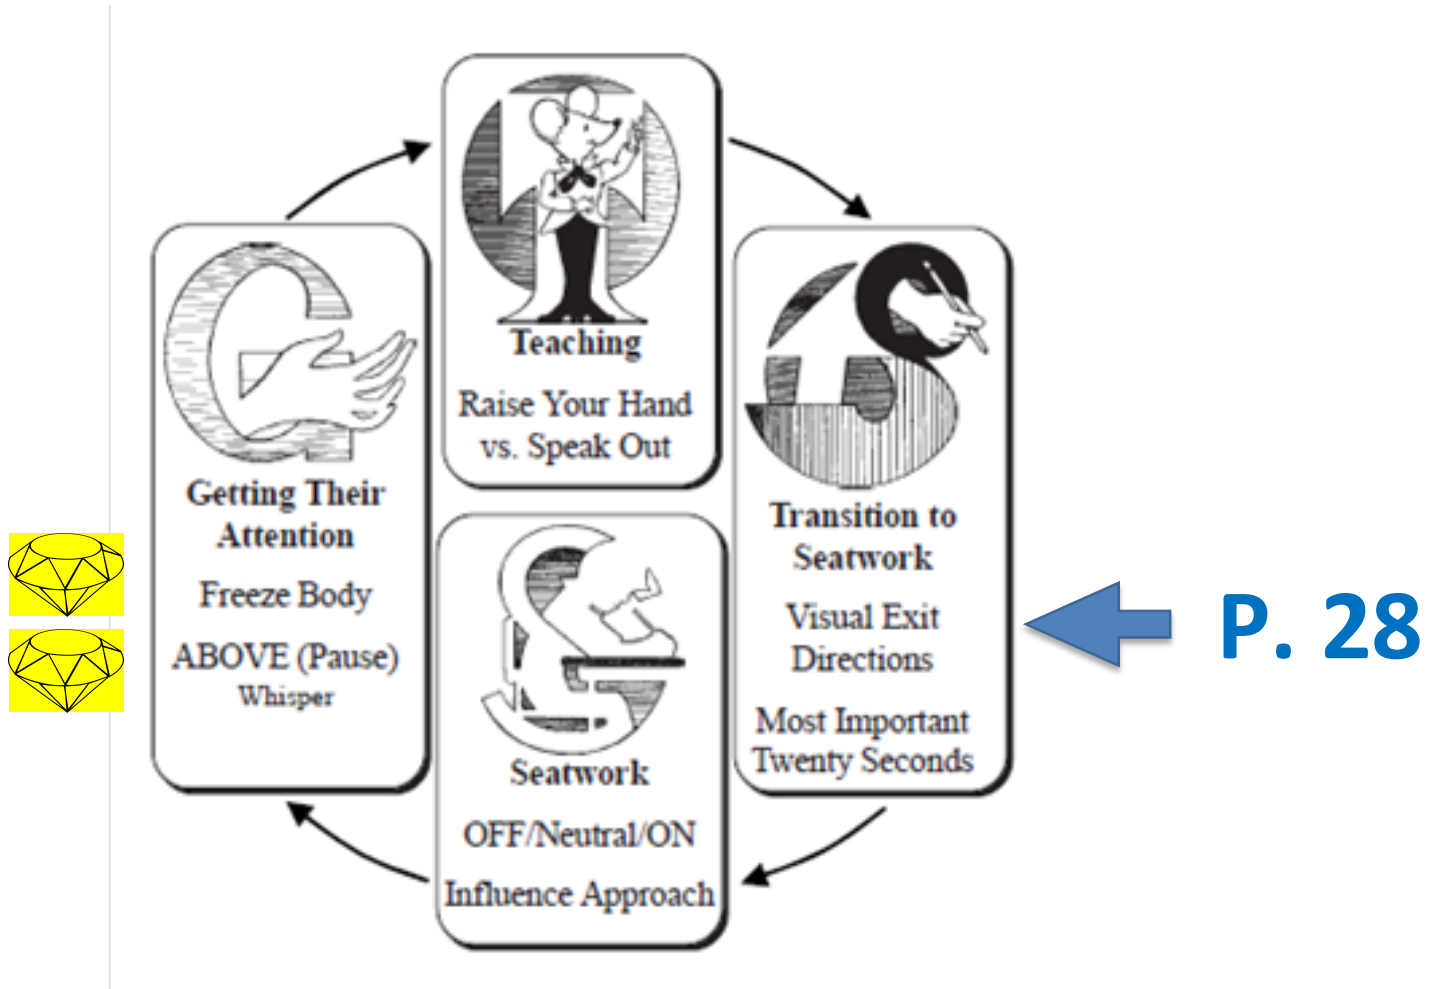 Teaching
Raise Your Hand
vs. Speak Out
Getting Their
Attention
Freeze Body
ABOVE (Pause)
Whisper
Transition to
Seatwork
Visual Exit
Directions
Most Important
Twenty Seconds
P. 28
Seatwork
OFF/Neutral/ON
Influence Approach